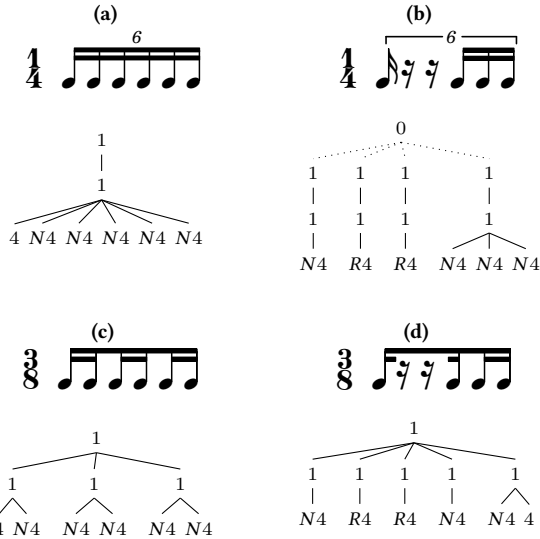 (a) (b)
6 6
1 1
4 4
1 0
1 1 1 1 1
4 N4 N4 N4 N4 N4 1 1 1 1
N4 R4 R4 N4 N4 N4
(c) (d)
3 3
8 8
1 1
1 1 1 1 1 1 1 1
4 N4 N4 N4 N4 N4 N4 R4 R4 N4 N4 4